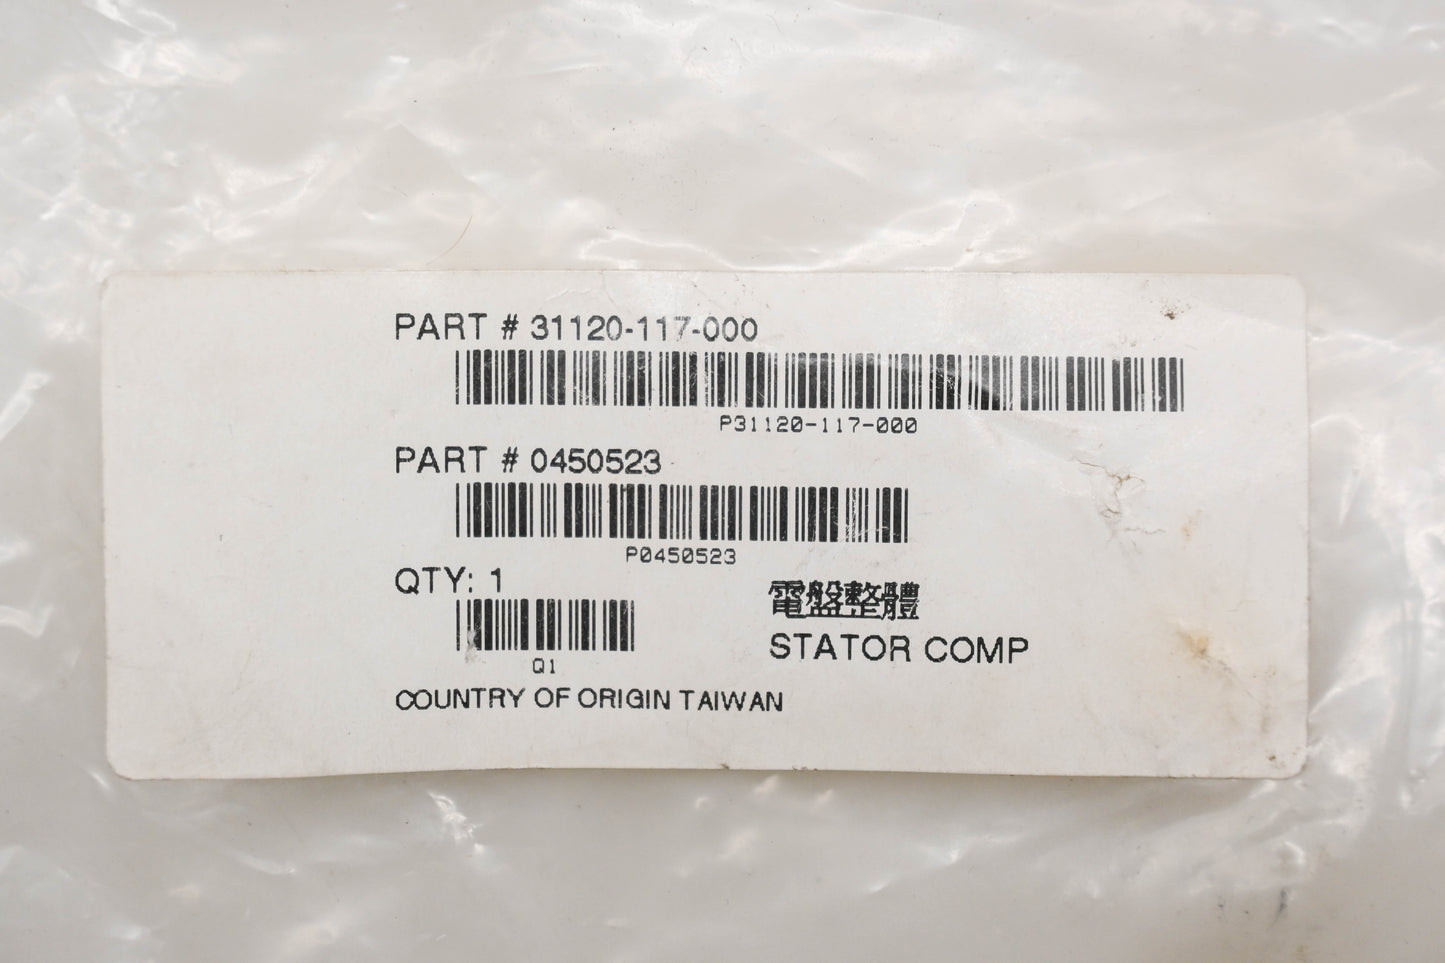 PART # 31120-117-000
P31120-117-000
PART # 0450523
P0450523
QTY: 1
Q1
電盤整體
STATOR COMP
COUNTRY OF ORIGIN TAIWAN